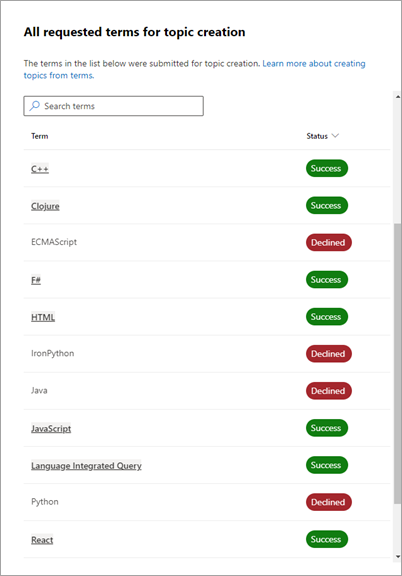 All requested terms for topic creation
The terms in the list below were submitted for topic creation. Learn more about creating
topics from terms.
Search terms
Term Status
C++ Success
Clojure Success
ECMAScript Declined
F# Success
HTML Success
IronPython Declined
Java Declined
JavaScript Success
Language Integrated Query Success
Python Declined
React Success